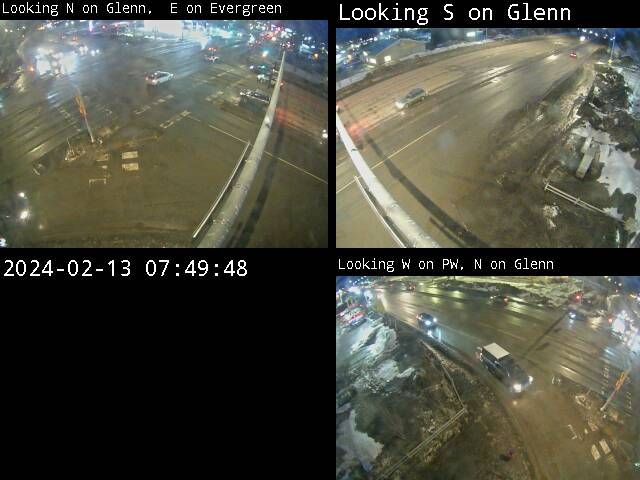 Looking N on Glenn,  E on Evergreen
Looking S on Glenn
2024-02-13 07:49:48
Looking W on PW, N on Glenn